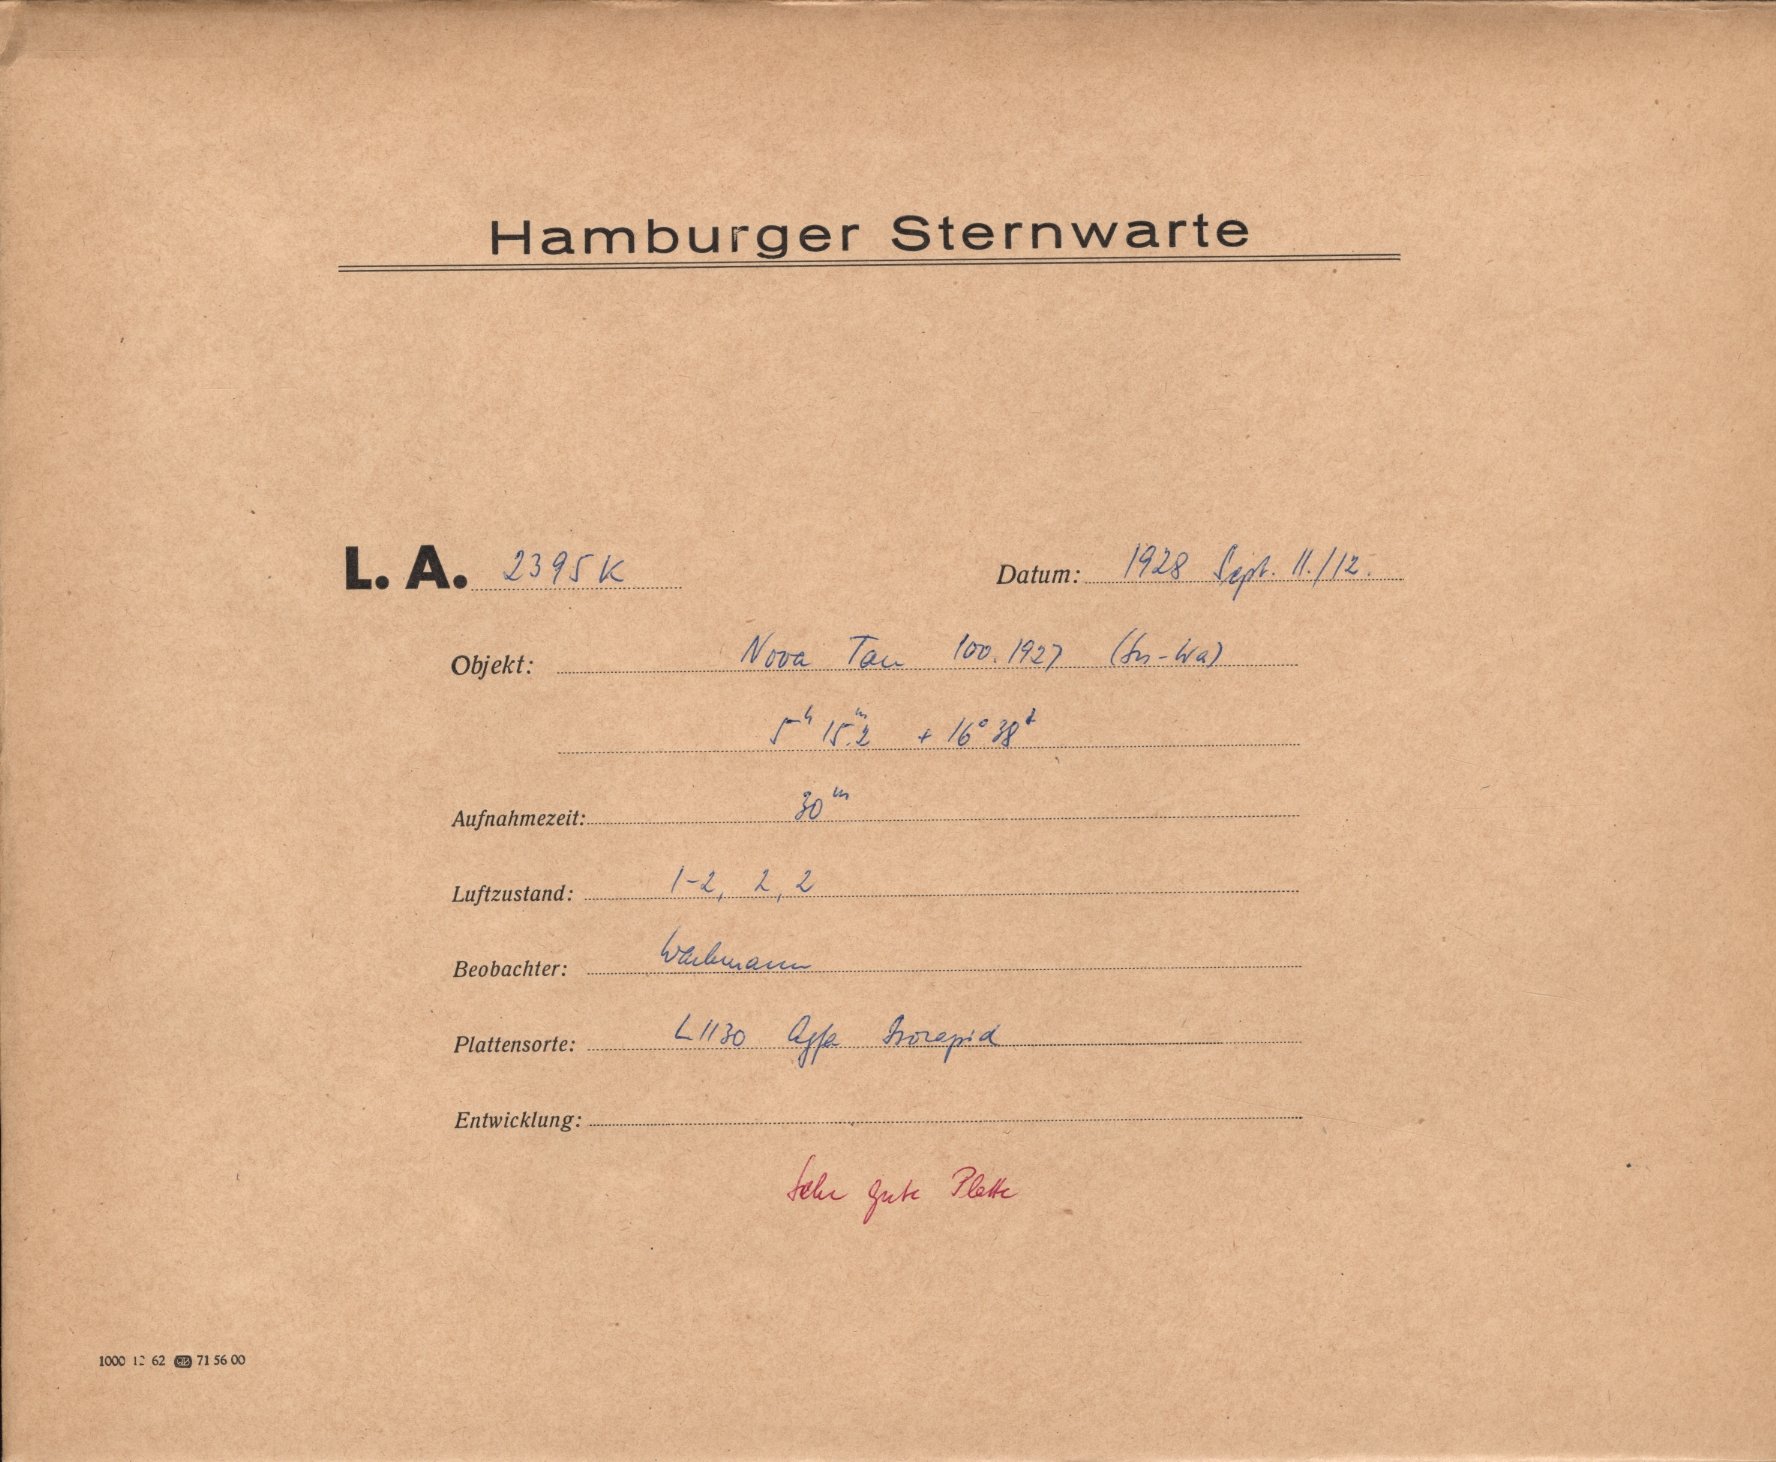 Hamburger Sternwarte
L. A. 2395 K Datum: 1928 Sept. 11./12.
Objekt: Nova Tau 100.1927 (Sn-Wa)
5ʰ 15ᵐ.2 + 16° 38'
Aufnahmezeit: 30ᵐ
Luftzustand: 1-2, 2, 2
Beobachter: Wachmann
Plattensorte: L 1130 Agfa Isorapid
Entwicklung:
Sehr gute Platte
1000 12 62 71 56 00